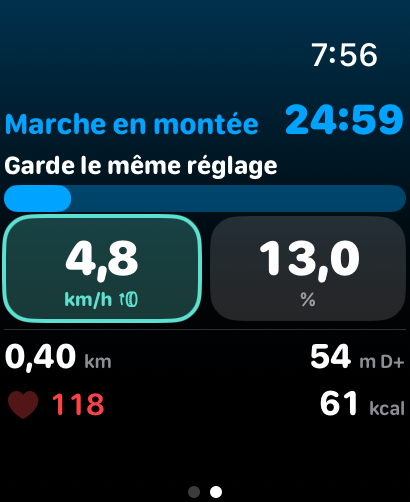 7:56
Marche en montée 24:59
Garde le même réglage
4,8 13,0
km/h %
0,40 km 54 m D+
118 61 kcal